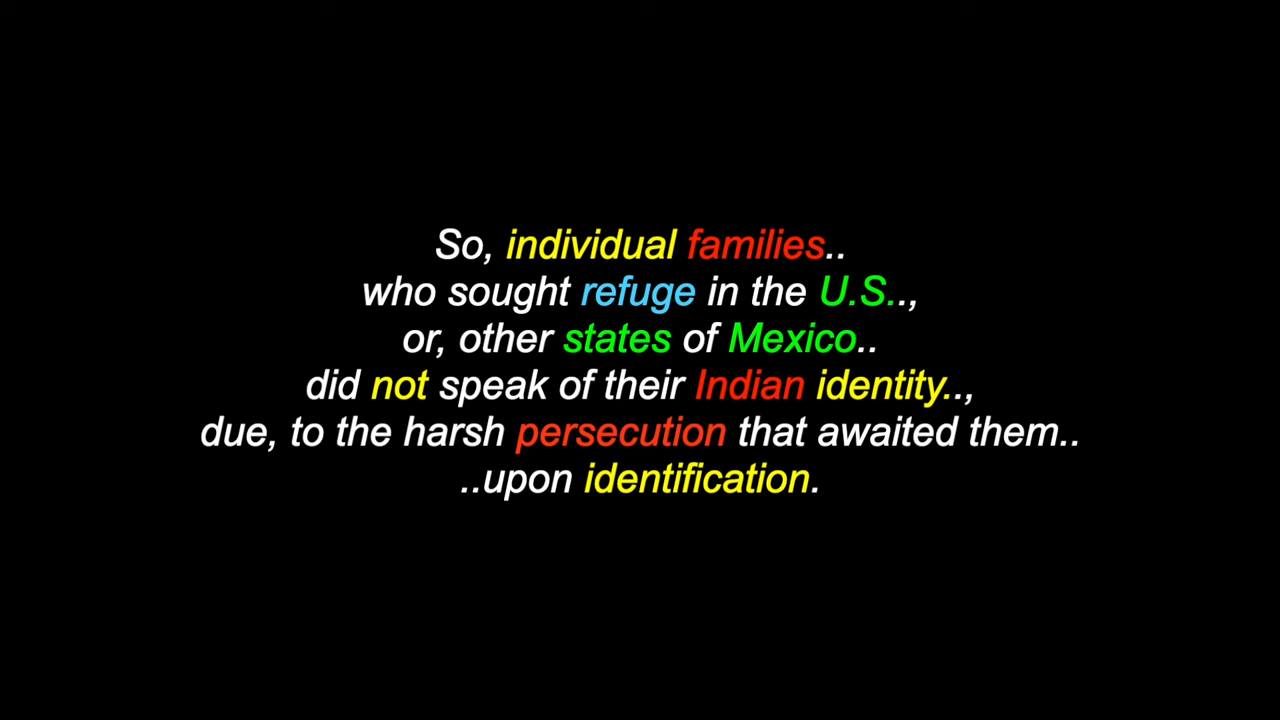 So, individual families..
who sought refuge in the U.S..,
or, other states of Mexico..
did not speak of their Indian identity..,
due, to the harsh persecution that awaited them..
..upon identification.